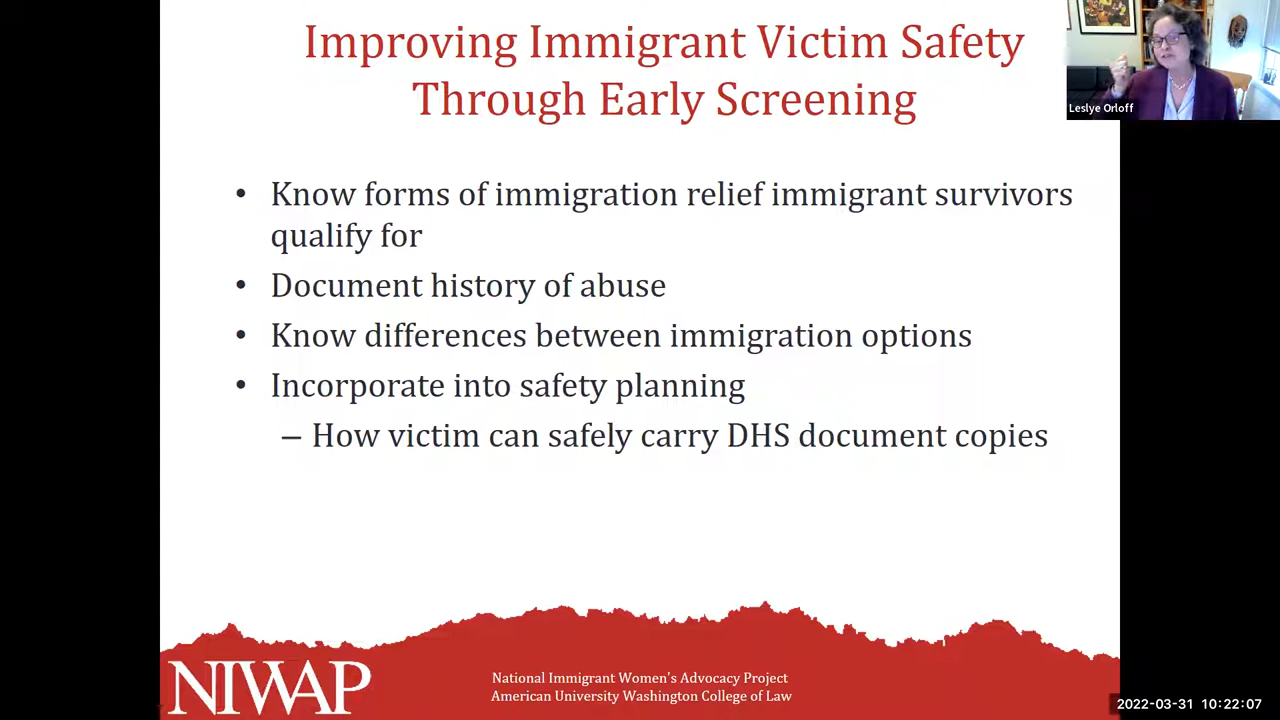 Improving Immigrant Victim Safety
Through Early Screening
Leslye Orloff
• Know forms of immigration relief immigrant survivors
qualify for
• Document history of abuse
• Know differences between immigration options
• Incorporate into safety planning
– How victim can safely carry DHS document copies
NIWAP
National Immigrant Women's Advocacy Project
American University Washington College of Law
2022-03-31 10:22:07